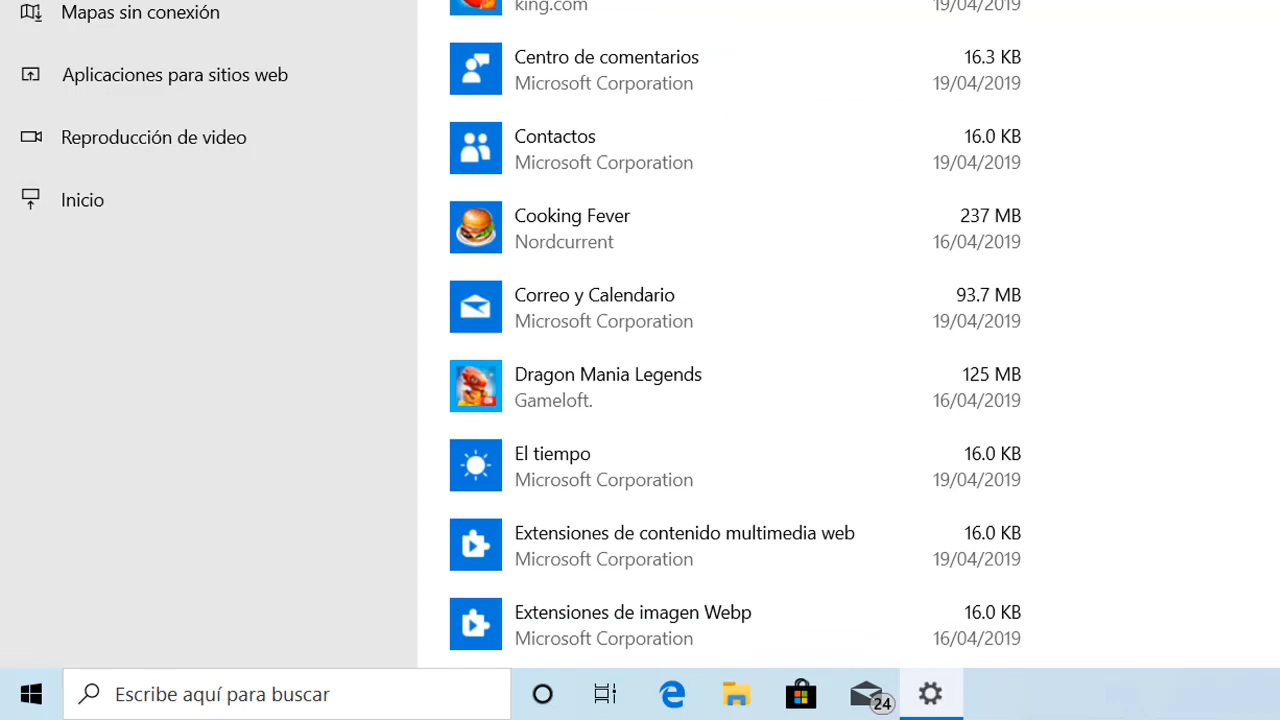 Mapas sin conexión
Aplicaciones para sitios web
Reproducción de video
Inicio
king.com 19/04/2019
Centro de comentarios 16.3 KB
Microsoft Corporation 19/04/2019
Contactos 16.0 KB
Microsoft Corporation 19/04/2019
Cooking Fever 237 MB
Nordcurrent 16/04/2019
Correo y Calendario 93.7 MB
Microsoft Corporation 19/04/2019
Dragon Mania Legends 125 MB
Gameloft. 16/04/2019
El tiempo 16.0 KB
Microsoft Corporation 19/04/2019
Extensiones de contenido multimedia web 16.0 KB
Microsoft Corporation 19/04/2019
Extensiones de imagen Webp 16.0 KB
Microsoft Corporation 16/04/2019
Escribe aquí para buscar 24